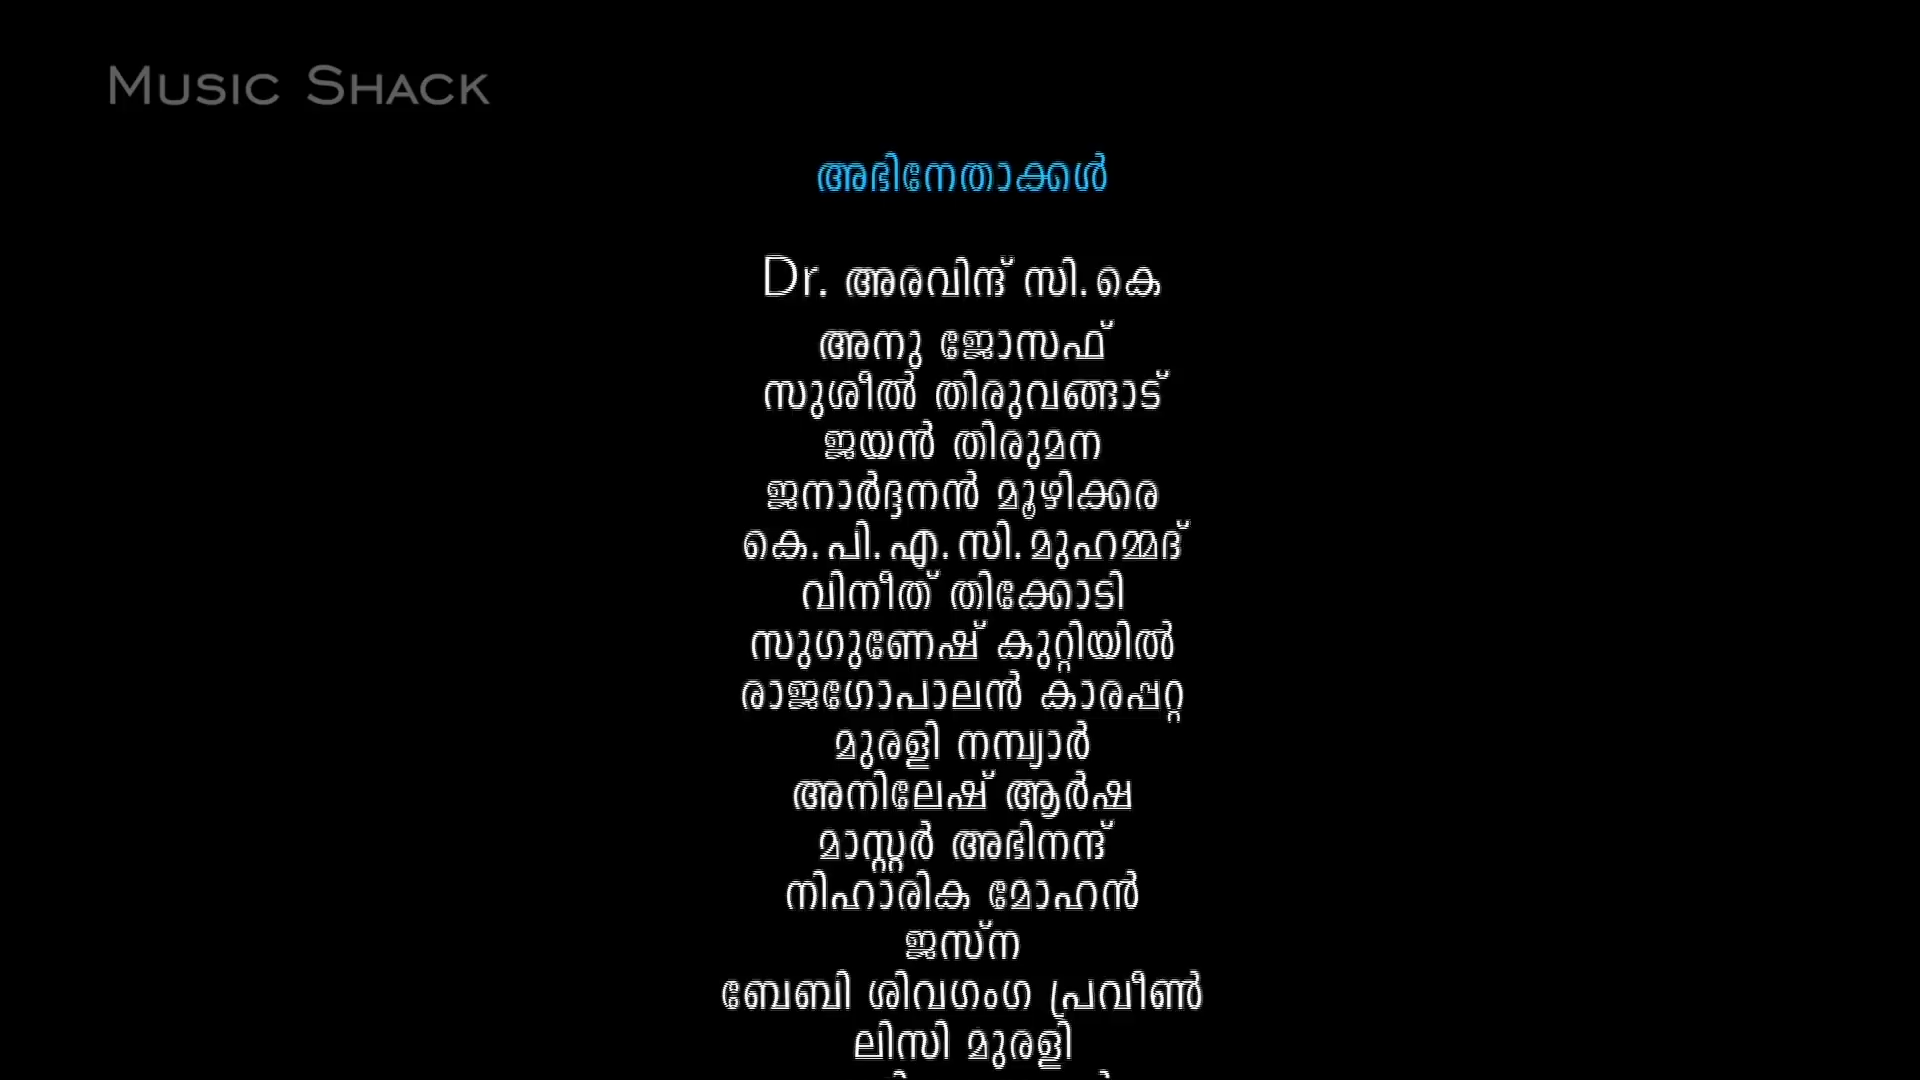 Music Shack
അഭിനേതാക്കൾ
Dr. അരവിന്ദ് സി.കെ
അനു ജോസഫ്
സുശീൽ തിരുവങ്ങാട്
ജയൻ തിരുമന
ജനാർദ്ദനൻ മൂഴിക്കര
കെ.പി.എ.സി.മുഹമ്മദ്
വിനീത് തിക്കോടി
സുഗുണേഷ് കുറ്റിയിൽ
രാജഗോപാലൻ കാരപ്പറ്റ
മുരളി നമ്പ്യാർ
അനിലേഷ് ആർഷ
മാസ്റ്റർ അഭിനന്ദ്
നിഹാരിക മോഹൻ
ജസ്ന
ബേബി ശിവഗംഗ പ്രവീൺ
ലിസി മുരളി